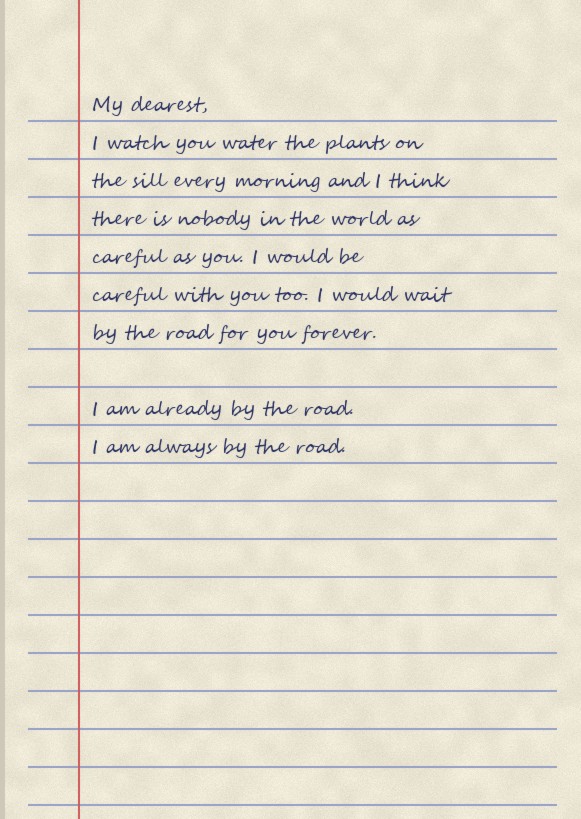 My dearest,
I watch you water the plants on
the sill every morning and I think
there is nobody in the world as
careful as you. I would be
careful with you too. I would wait
by the road for you forever.
I am already by the road.
I am always by the road.